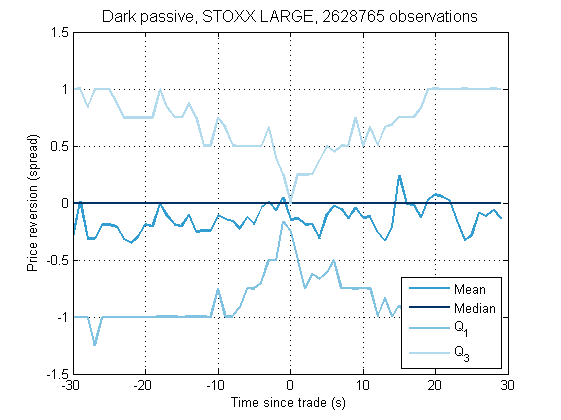 Dark passive, STOXX LARGE, 2628765 observations
1.5
1
0.5
0
-0.5
-1
-1.5
Price reversion (spread)
Mean
Median
Q1
Q3
-30 -20 -10 0 10 20 30
Time since trade (s)